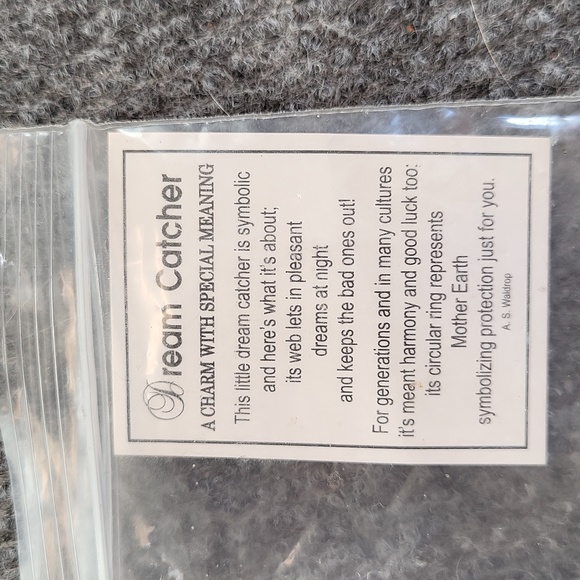 Dream Catcher
A CHARM WITH SPECIAL MEANING
This little dream catcher is symbolic
and here's what it's about;
its web lets in pleasant
dreams at night
and keeps the bad ones out!
For generations and in many cultures
it's meant harmony and good luck too:
its circular ring represents
Mother Earth
symbolizing protection just for you.
A. S. Waldrop